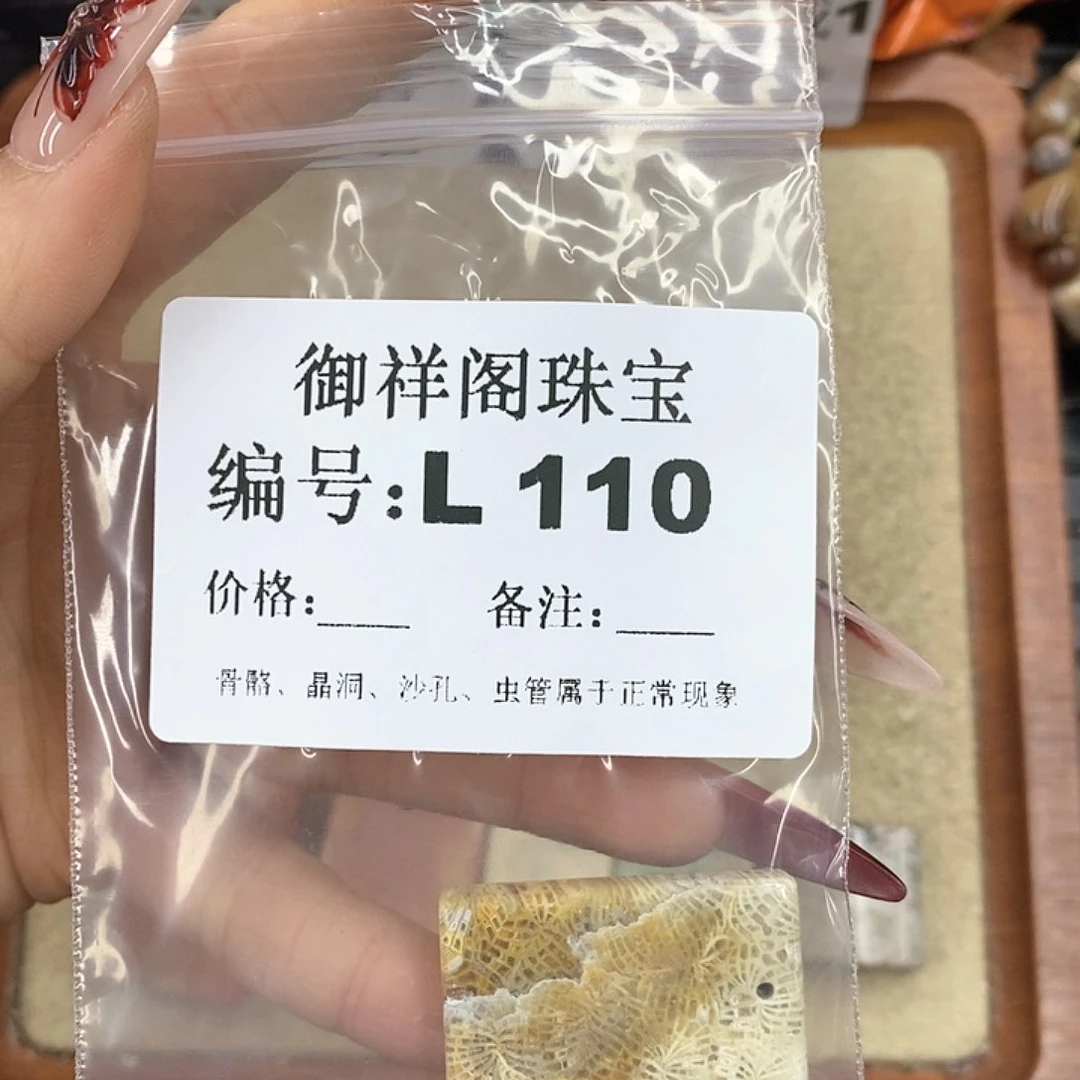 御祥阁珠宝
编号:L 110
价格:____ 备注:____
骨骼、晶洞、沙孔、虫管属于正常现象